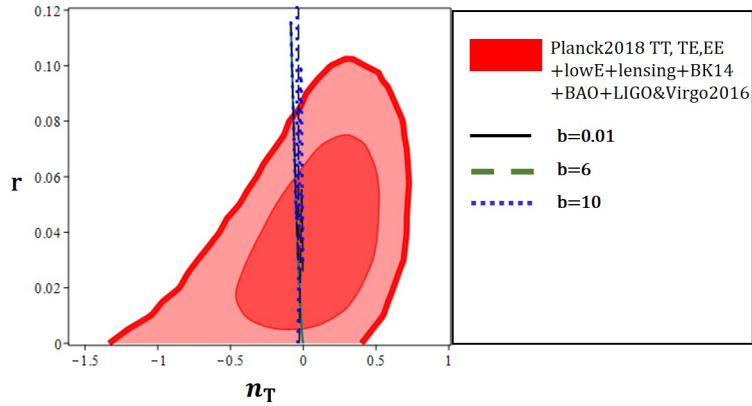 0.12
0.10
0.08
0.06
0.04
0.02
0
r
-1.5
-1
-0.5
0
0.5
1
n_T
Planck2018 TT, TE,EE
+lowE+lensing+BK14
+BAO+LIGO&Virgo2016
b=0.01
b=6
b=10